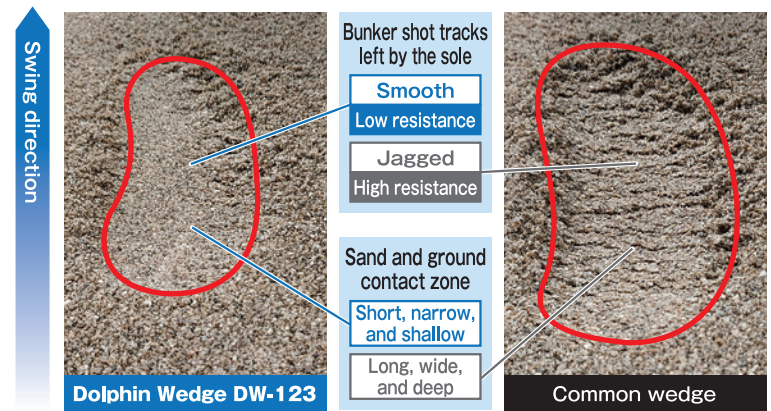 Swing direction
Bunker shot tracks
left by the sole
Smooth
Low resistance
Jagged
High resistance
Sand and ground
contact zone
Short, narrow,
and shallow
Long, wide,
and deep
Dolphin Wedge DW-123
Common wedge